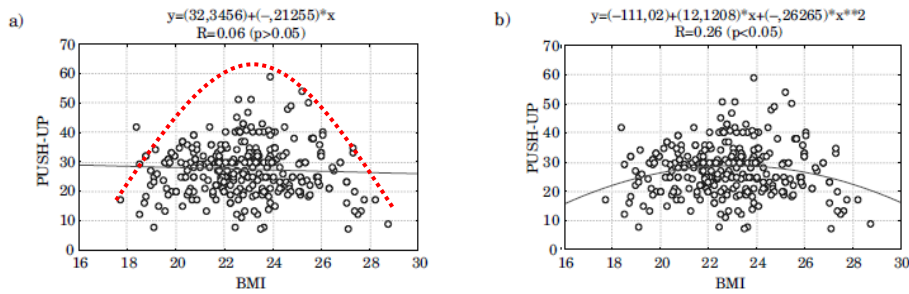 a)
y=(32,3456)+(-,21255)*x
R=0.06 (p>0.05)
PUSH-UP
70
60
50
40
30
20
10
0
16 18 20 22 24 26 28 30
BMI
b)
y=(-111,02)+(12,1208)*x+(-,26265)*x**2
R=0.26 (p<0.05)
PUSH-UP
70
60
50
40
30
20
10
0
16 18 20 22 24 26 28 30
BMI